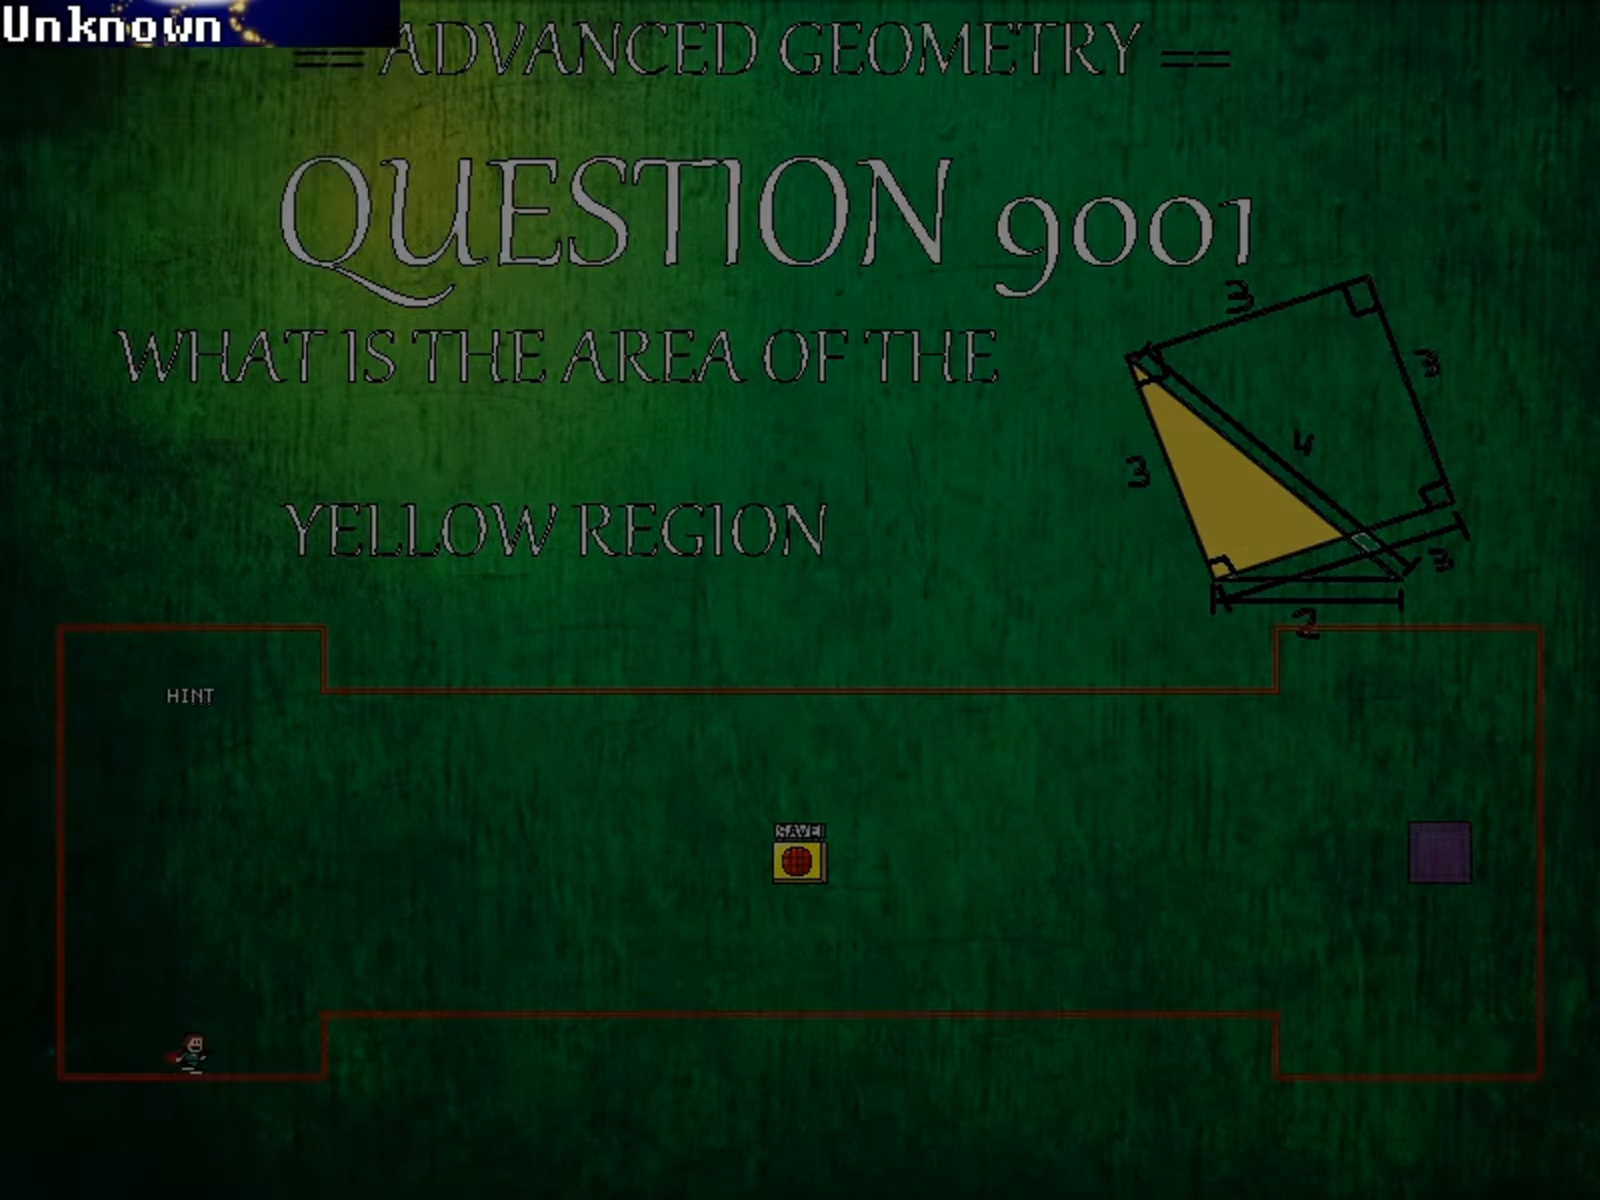 Unknown
== ADVANCED GEOMETRY ==
QUESTION 9001
WHAT IS THE AREA OF THE
YELLOW REGION
3
3
4
3
3
2
HINT
SAVE!